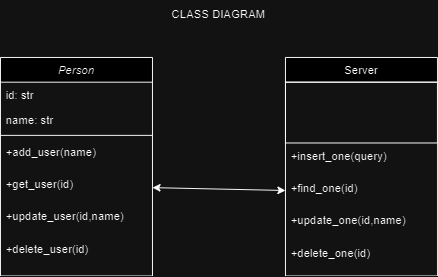 CLASS DIAGRAM
Person
id: str
name: str
+add_user(name)
+get_user(id)
+update_user(id,name)
+delete_user(id)
Server
+insert_one(query)
+find_one(id)
+update_one(id,name)
+delete_one(id)